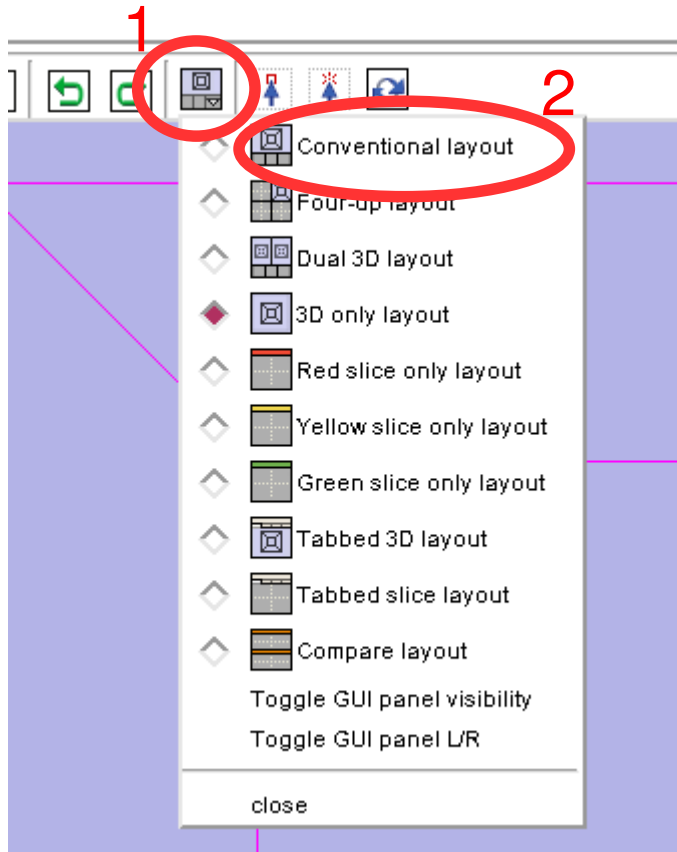 1
2
Conventional layout
Four-up layout
Dual 3D layout
3D only layout
Red slice only layout
Yellow slice only layout
Green slice only layout
Tabbed 3D layout
Tabbed slice layout
Compare layout
Toggle GUI panel visibility
Toggle GUI panel L/R
close